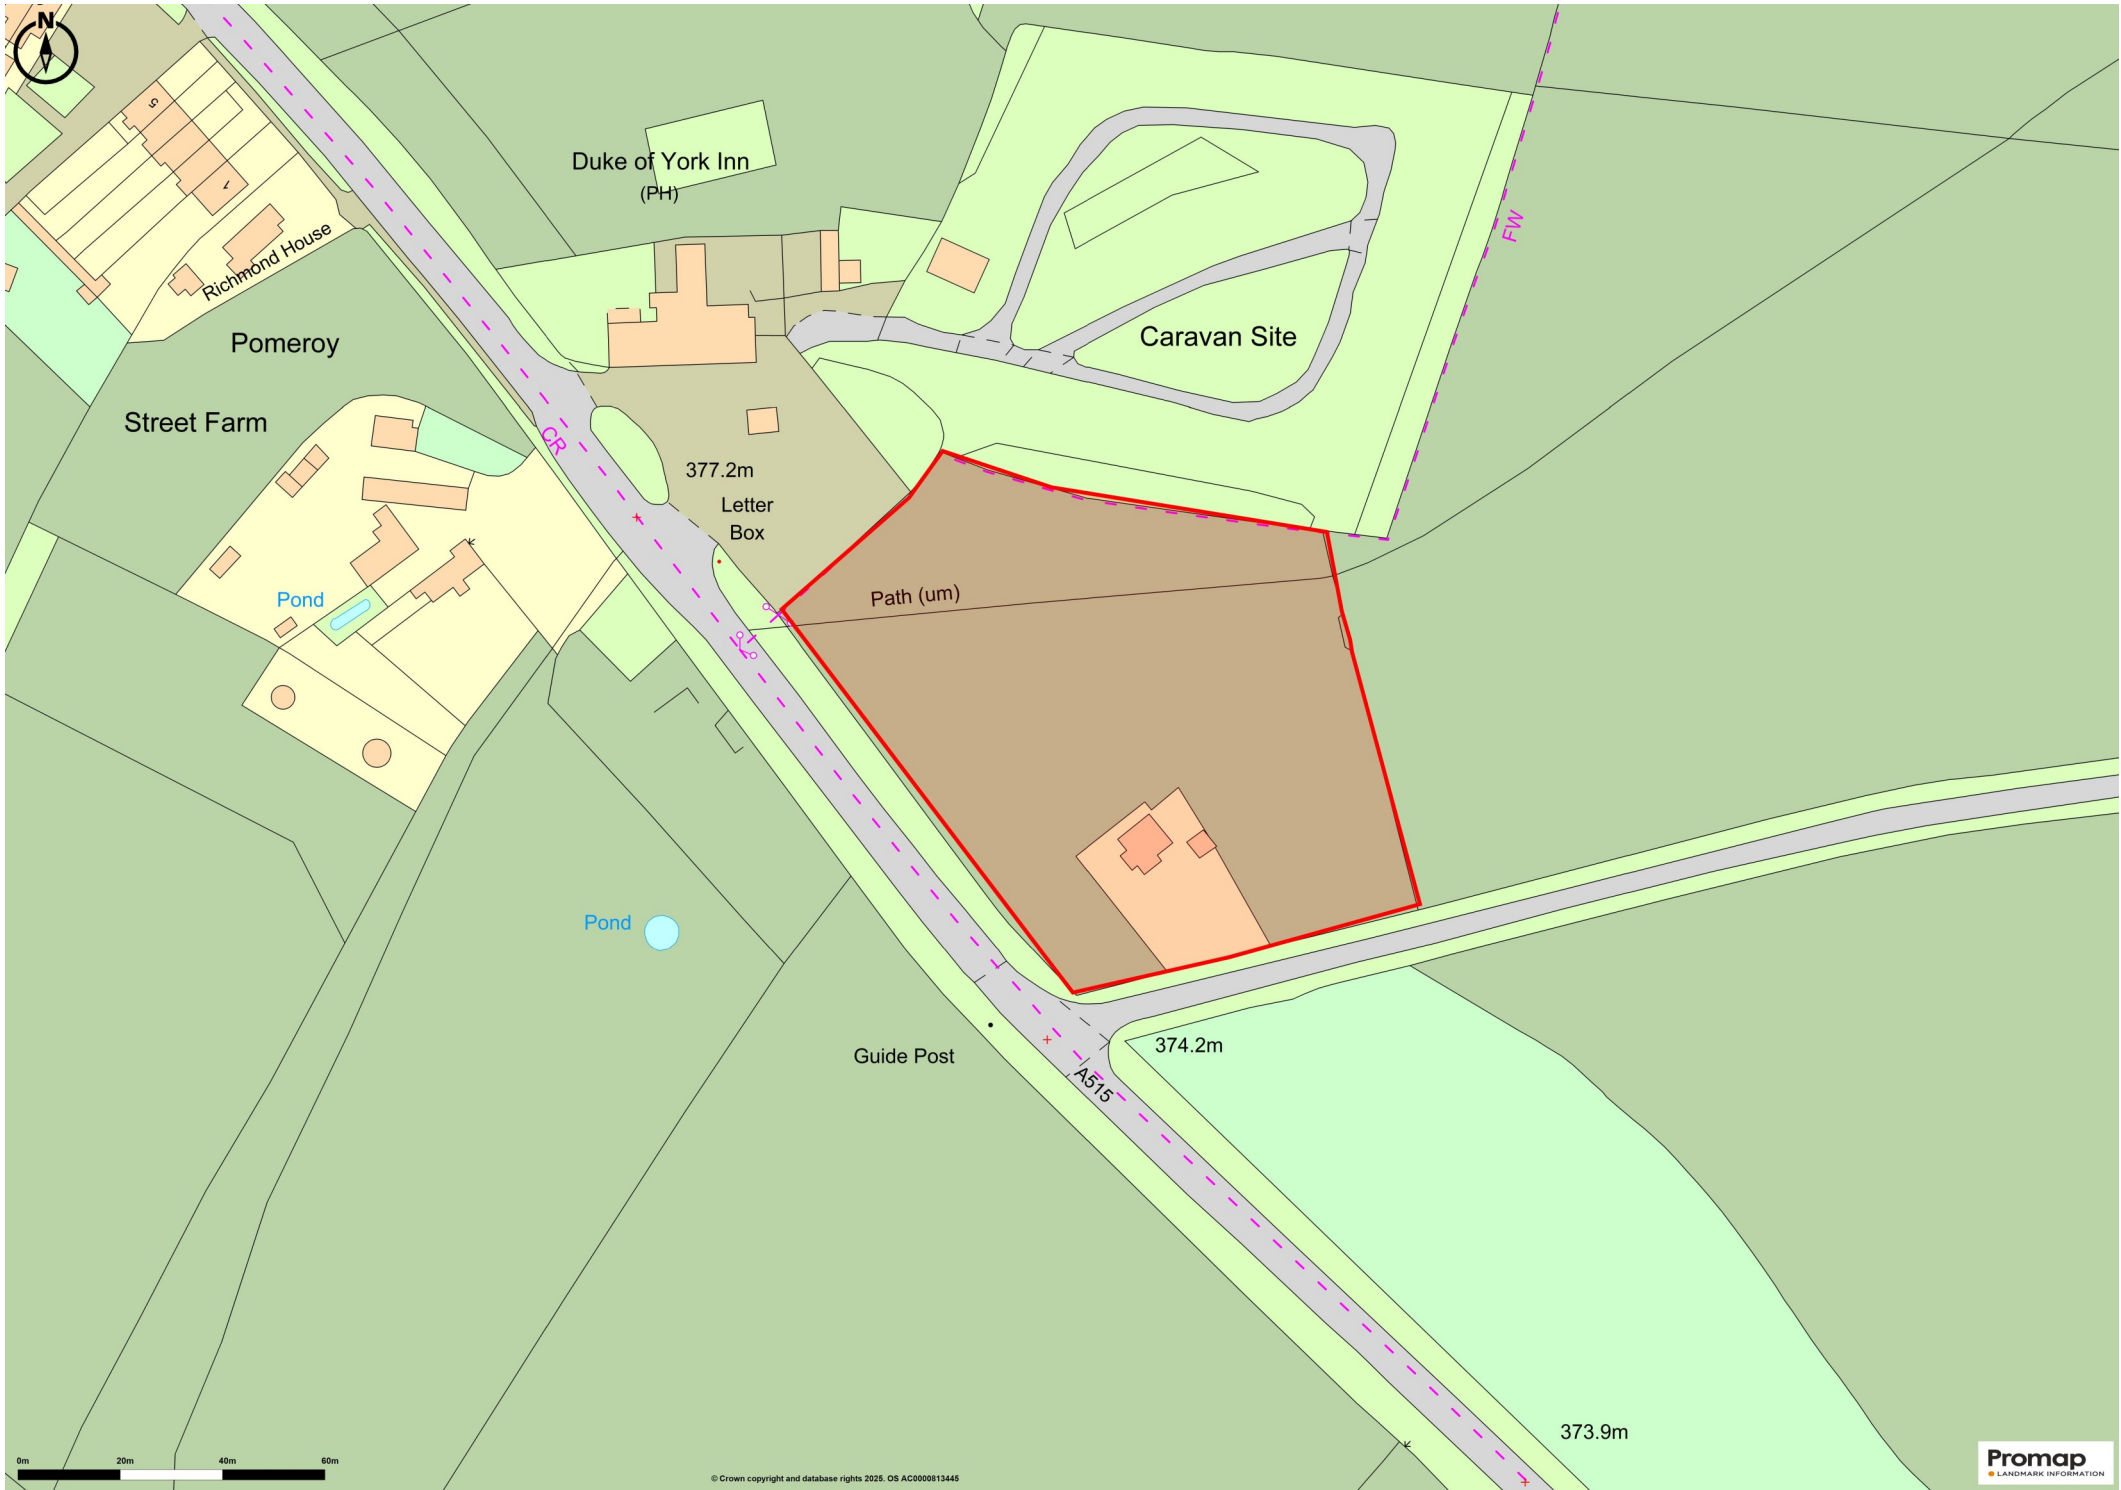 N
5
1
Richmond House
Pomeroy
Street Farm
Duke of York Inn
(PH)
FW
Caravan Site
CR
377.2m
Letter
Box
Path (um)
Pond
Pond
Guide Post
374.2m
A515
373.9m
0m 20m 40m 60m
© Crown copyright and database rights 2025. OS AC0000813445
Promap
LANDMARK INFORMATION